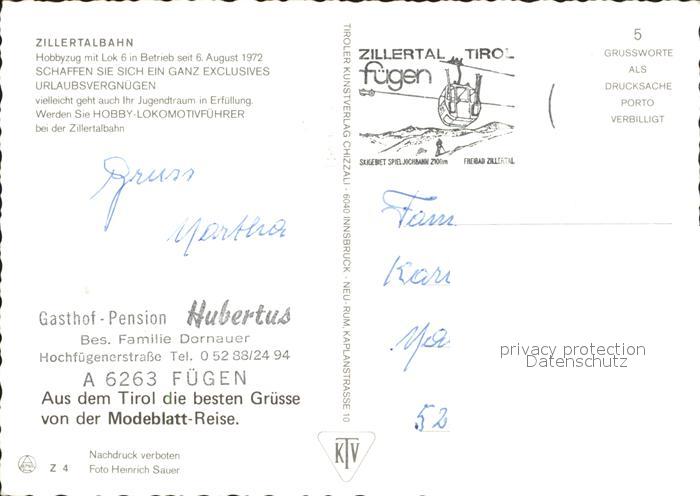 ZILLERTALBAHN
Hobbyzug mit Lok 6 in Betrieb seit 6. August 1972
SCHAFFEN SIE SICH EIN GANZ EXCLUSIVES
URLAUBSVERGNÜGEN
vielleicht geht auch Ihr Jugendtraum in Erfüllung.
Werden Sie HOBBY-LOKOMOTIVFÜHRER
bei der Zillertalbahn
Gruss
Martha
Gasthof - Pension Hubertus
Bes. Familie Dornauer
Hochfügenerstraße Tel. 0 52 88/24 94
A 6263 FÜGEN
Aus dem Tirol die besten Grüsse
von der Modeblatt-Reise.
Z 4
Nachdruck verboten
Foto Heinrich Sauer
TIROLER KUNSTVERLAG CHIZZALI · 6040 INNSBRUCK - NEU-RUM, KAPLANSTRASSE 10
KTV
ZILLERTAL TIROL
fügen
SKIGEBIET SPIELJOCHBAHN 2100m FREIBAD ZILLERTAL
5
GRUSSWORTE
ALS
DRUCKSACHE
PORTO
VERBILLIGT
Fam
Karl
52
privacy protection
Datenschutz